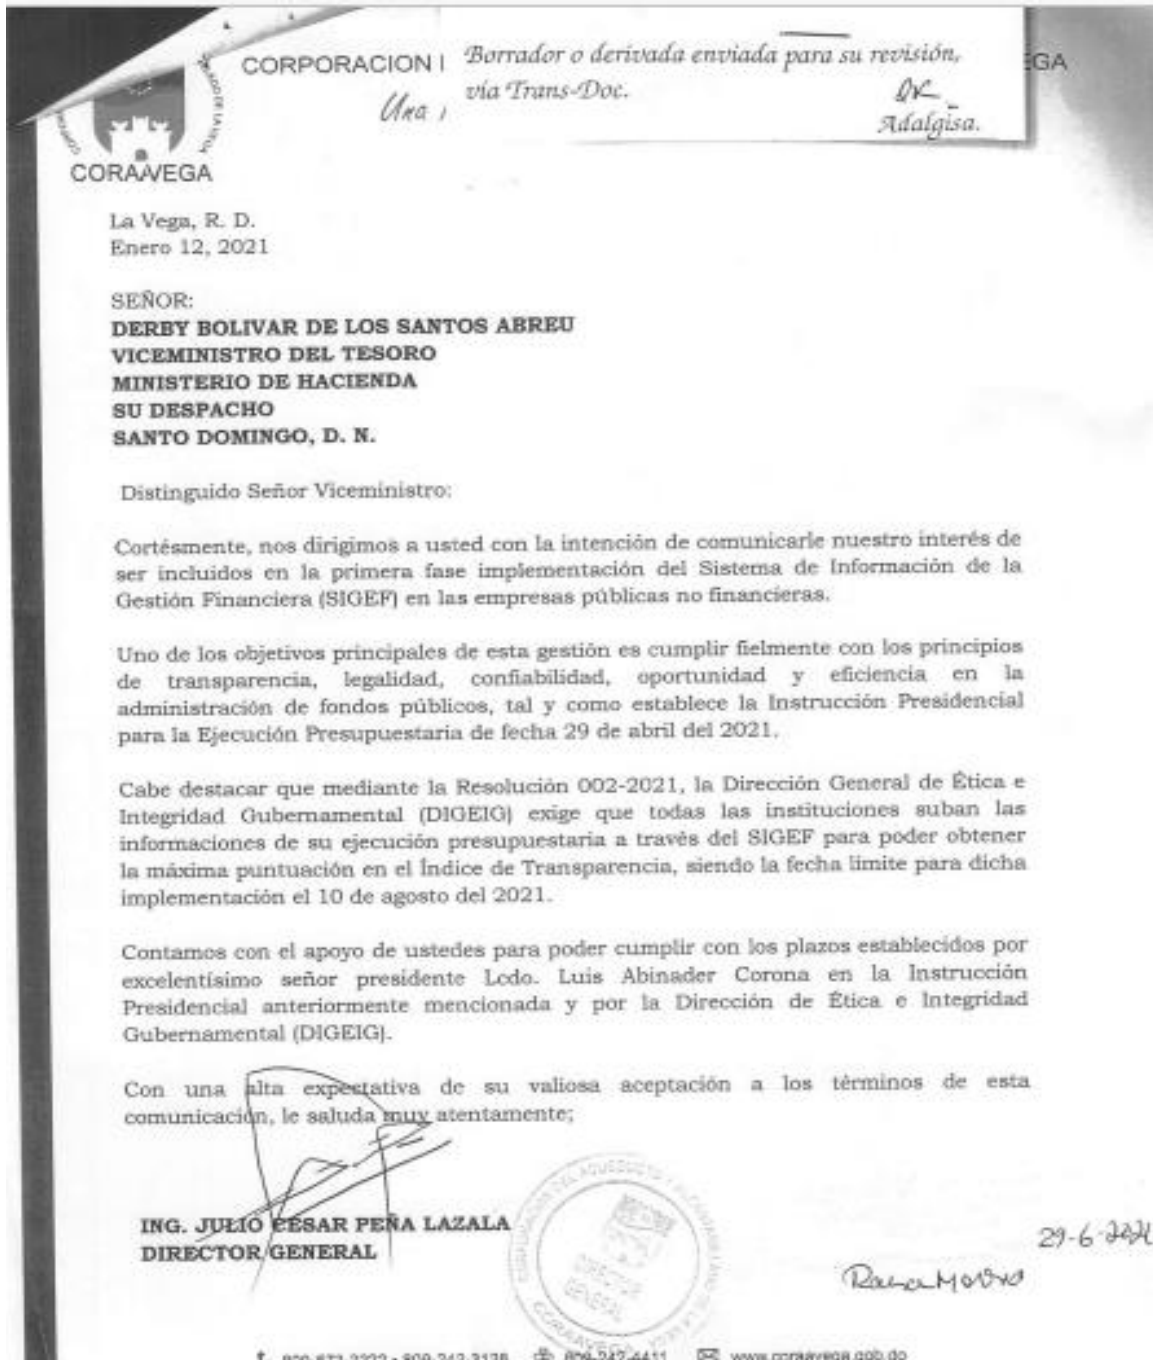 CORPORACION
Borrador o derivada enviada para su revisión,
vía Trans-Doc.
Adalgisa.
EGA
Una
CORAAVEGA
La Vega, R. D.
Enero 12, 2021
SEÑOR:
DERBY BOLIVAR DE LOS SANTOS ABREU
VICEMINISTRO DEL TESORO
MINISTERIO DE HACIENDA
SU DESPACHO
SANTO DOMINGO, D. N.
Distinguido Señor Viceministro:
Cortésmente, nos dirigimos a usted con la intención de comunicarle nuestro interés de
ser incluidos en la primera fase implementación del Sistema de Información de la
Gestión Financiera (SIGEF) en las empresas públicas no financieras.
Uno de los objetivos principales de esta gestión es cumplir fielmente con los principios
de transparencia, legalidad, confiabilidad, oportunidad y eficiencia en la
administración de fondos públicos, tal y como establece la Instrucción Presidencial
para la Ejecución Presupuestaria de fecha 29 de abril del 2021.
Cabe destacar que mediante la Resolución 002-2021, la Dirección General de Ética e
Integridad Gubernamental (DIGEIG) exige que todas las instituciones suban las
informaciones de su ejecución presupuestaria a través del SIGEF para poder obtener
la máxima puntuación en el Índice de Transparencia, siendo la fecha límite para dicha
implementación el 10 de agosto del 2021.
Contamos con el apoyo de ustedes para poder cumplir con los plazos establecidos por
excelentísimo señor presidente Lcdo. Luis Abinader Corona en la Instrucción
Presidencial anteriormente mencionada y por la Dirección de Ética e Integridad
Gubernamental (DIGEIG).
Con una alta expectativa de su valiosa aceptación a los términos de esta
comunicación, le saluda muy atentamente;
ING. JULIO CESAR PEÑA LAZALA
DIRECTOR GENERAL
DIRECTOR
GENERAL
CORAAVEGA
29-6-2021
809-242-4411 www.coraavega.gob.do